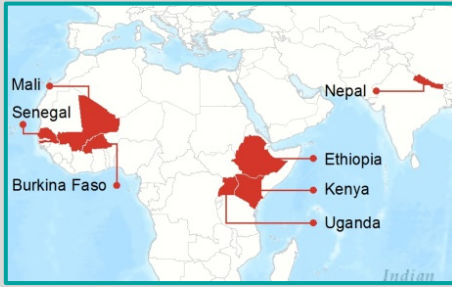 Mali
Senegal
Burkina Faso
Nepal
Ethiopia
Kenya
Uganda
Indian